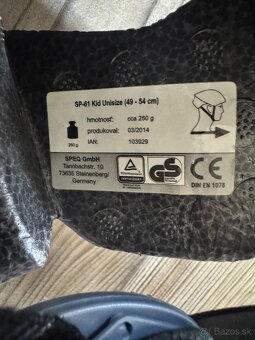 SP-61 Kid Unisize (49 - 54 cm)
hmotnosť: cca 260 g
produkoval: 03/2014
IAN: 103929
260 g
SPEQ GmbH
Tannbachstr. 10
73635 Steinenberg/
Germany
GS
CE
DIN EN 1078
Bazos.sk